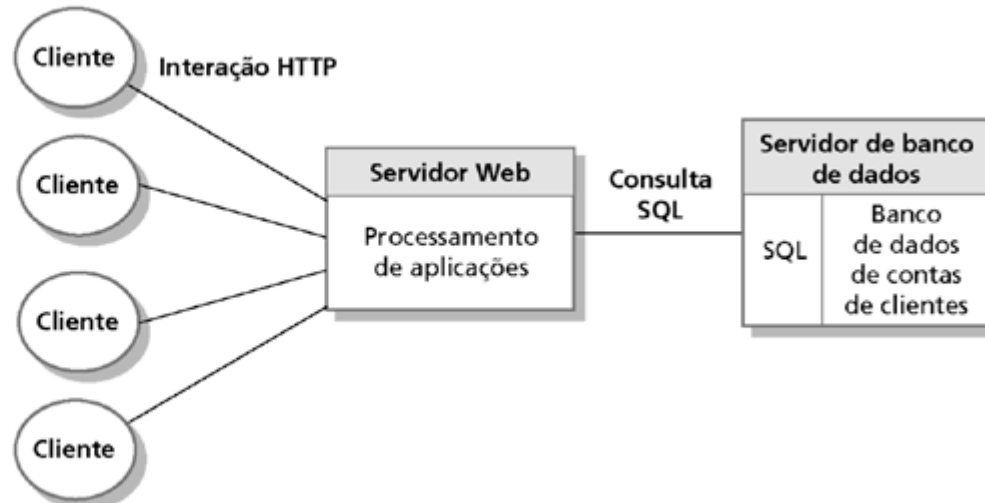 Cliente
Interação HTTP
Cliente
Cliente
Cliente
Servidor Web
Processamento
de aplicações
Consulta
SQL
Servidor de banco
de dados
SQL
Banco
de dados
de contas
de clientes